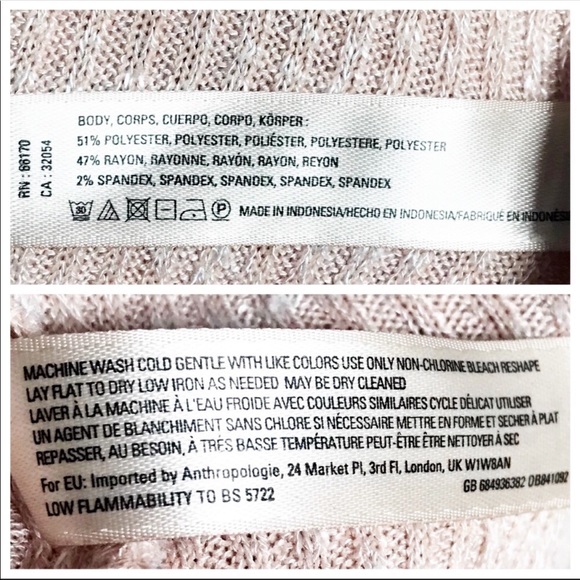 RN : 66170
CA : 32054
BODY, CORPS, CUERPO, CORPO, KÖRPER :
51% POLYESTER, POLYESTER, POLIÉSTER, POLYESTERE, POLYESTER
47% RAYON, RAYONNE, RAYÓN, RAYON, REYON
2% SPANDEX, SPANDEX, SPANDEX, SPANDEX, SPANDEX
30 P MADE IN INDONESIA/HECHO EN INDONESIA/FABRIQUÉ EN INDONÉSI
MACHINE WASH COLD GENTLE WITH LIKE COLORS USE ONLY NON-CHLORINE BLEACH RESHAPE
LAY FLAT TO DRY LOW IRON AS NEEDED MAY BE DRY CLEANED
LAVER À LA MACHINE À L'EAU FROIDE AVEC COULEURS SIMILAIRES CYCLE DÉLICAT UTILISER
UN AGENT DE BLANCHIMENT SANS CHLORE SI NÉCESSAIRE METTRE EN FORME ET SÉCHER À PLAT
REPASSER, AU BESOIN, À TRÈS BASSE TEMPÉRATURE PEUT-ÊTRE ÊTRE NETTOYER À SEC
For EU: Imported by Anthropologie, 24 Market Pl, 3rd Fl, London, UK W1W8AN
LOW FLAMMABILITY TO BS 5722
GB 684936382 DB841092